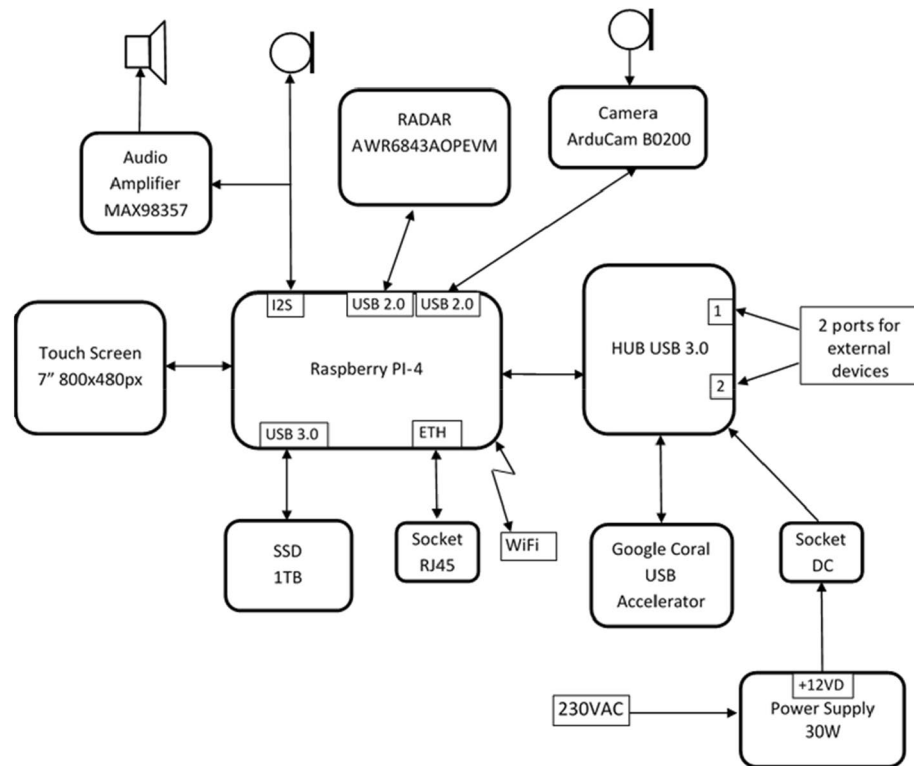 RADAR
AWR6843AOPEVM
Camera
ArduCam B0200
Audio
Amplifier
MAX98357
I2S
USB 2.0
USB 2.0
Raspberry PI-4
USB 3.0
ETH
Touch Screen
7” 800x480px
HUB USB 3.0
1
2
2 ports for
external
devices
SSD
1TB
Socket
RJ45
WiFi
Google Coral
USB
Accelerator
Socket
DC
230VAC
+12VD
Power Supply
30W